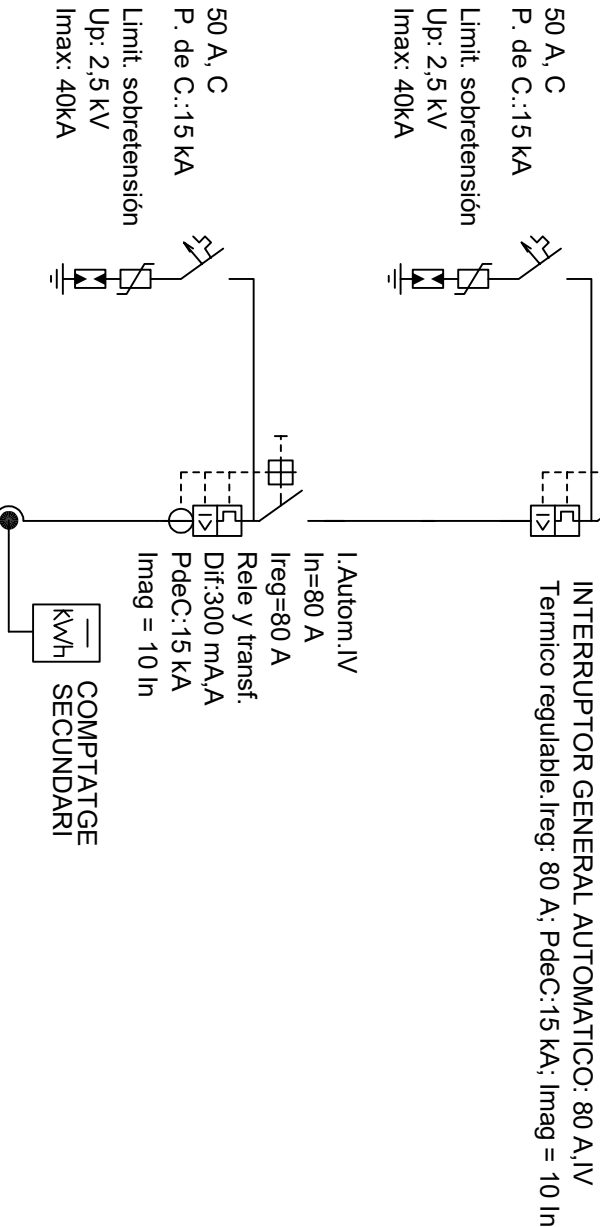 50 A, C
P. de C.:15 kA
Limit. sobretensión
Up: 2,5 kV
Imax: 40kA
INTERRUPTOR GENERAL AUTOMATICO: 80 A,IV
Termico regulable.Ireg: 80 A; PdeC:15 kA; Imag = 10 In
50 A, C
P. de C.:15 kA
Limit. sobretensión
Up: 2,5 kV
Imax: 40kA
I.Autom.IV
In=80 A
Ireg=80 A
Rele y transf.
Dif:300 mA,A
PdeC:15 kA
Imag = 10 In
I>
I>
kWh
COMPTATGE
SECUNDARI